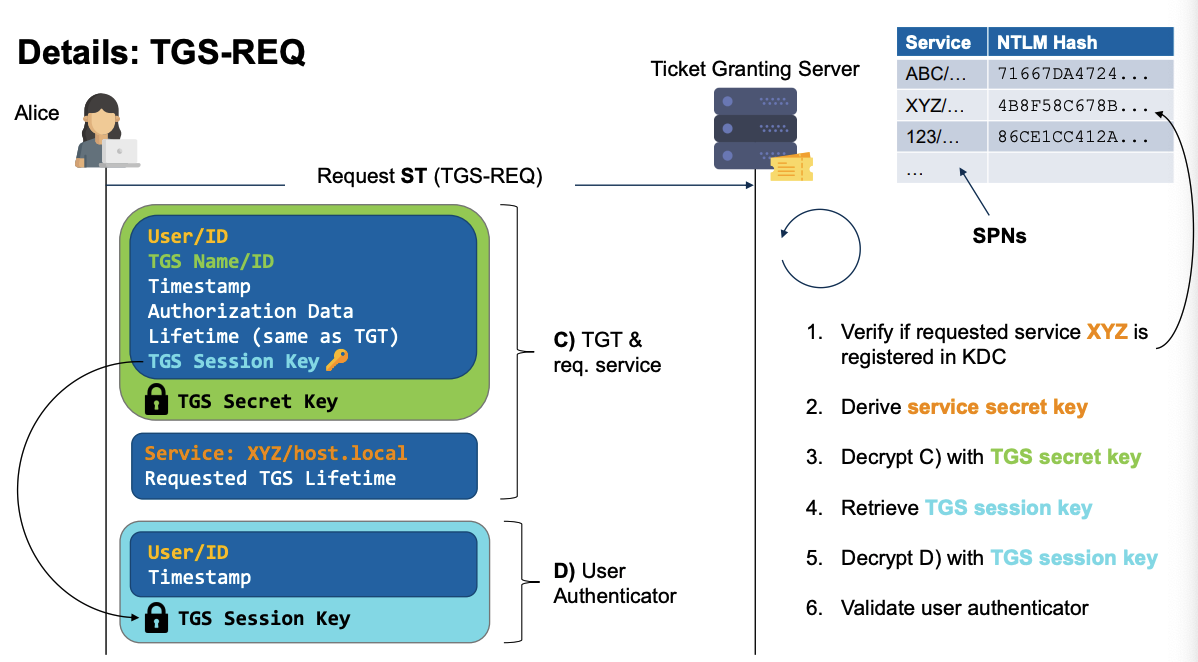 Details: TGS-REQ
Alice
Ticket Granting Server
Service NTLM Hash
ABC/... 71667DA4724...
XYZ/... 4B8F58C678B...
123/... 86CE1CC412A...
...
SPNs
Request ST (TGS-REQ)
User/ID
TGS Name/ID
Timestamp
Authorization Data
Lifetime (same as TGT)
TGS Session Key
TGS Secret Key
Service: XYZ/host.local
Requested TGS Lifetime
C) TGT &
req. service
User/ID
Timestamp
TGS Session Key
D) User
Authenticator
1. Verify if requested service XYZ is
registered in KDC
2. Derive service secret key
3. Decrypt C) with TGS secret key
4. Retrieve TGS session key
5. Decrypt D) with TGS session key
6. Validate user authenticator